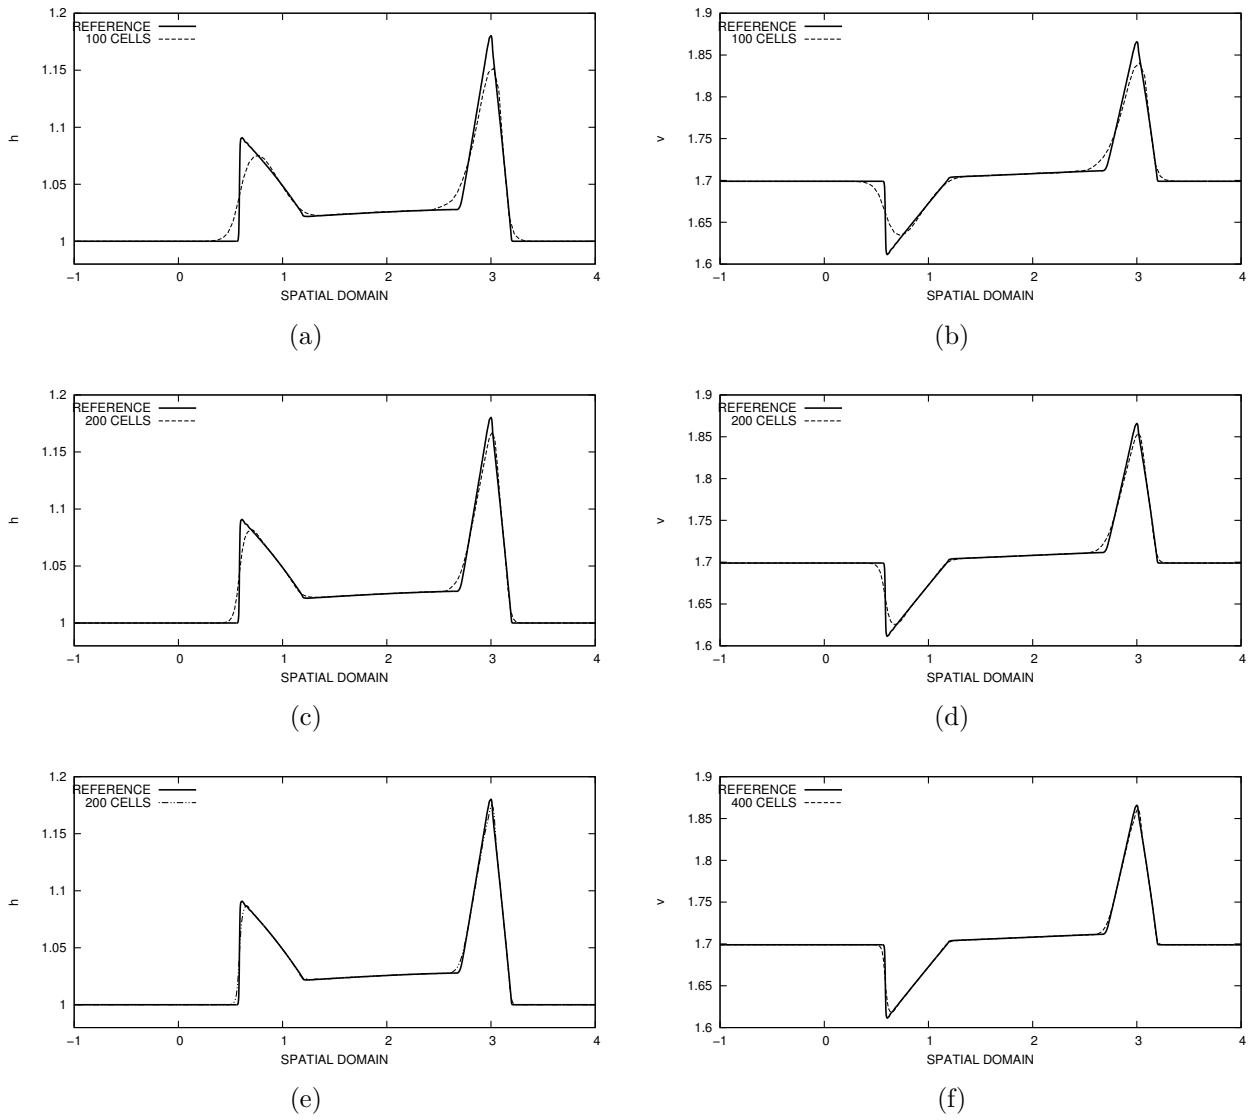 1.2
1.15
1.1
1.05
1
h
REFERENCE
100 CELLS
−1 0 1 2 3 4
SPATIAL DOMAIN
(a)
1.9
1.85
1.8
1.75
1.7
1.65
1.6
v
REFERENCE
100 CELLS
−1 0 1 2 3 4
SPATIAL DOMAIN
(b)
1.2
1.15
1.1
1.05
1
h
REFERENCE
200 CELLS
−1 0 1 2 3 4
SPATIAL DOMAIN
(c)
1.9
1.85
1.8
1.75
1.7
1.65
1.6
v
REFERENCE
200 CELLS
−1 0 1 2 3 4
SPATIAL DOMAIN
(d)
1.2
1.15
1.1
1.05
1
h
REFERENCE
200 CELLS
−1 0 1 2 3 4
SPATIAL DOMAIN
(e)
1.9
1.85
1.8
1.75
1.7
1.65
1.6
v
REFERENCE
400 CELLS
−1 0 1 2 3 4
SPATIAL DOMAIN
(f)